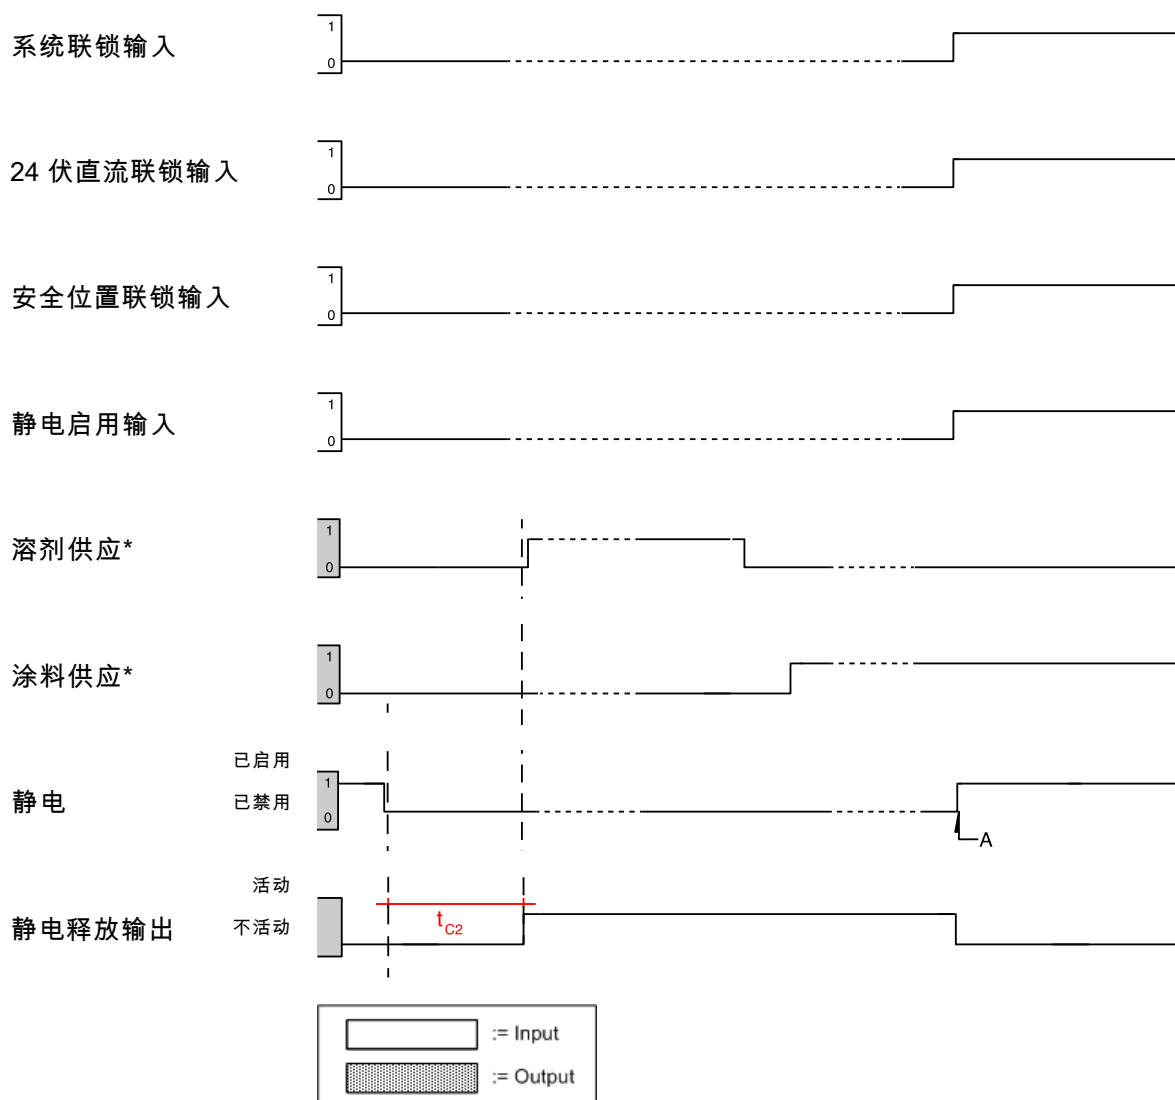 系统联锁输入
1
0
24 伏直流联锁输入
1
0
安全位置联锁输入
1
0
静电启用输入
1
0
溶剂供应*
1
0
涂料供应*
1
0
静电
已启用
已禁用
1
0
A
静电释放输出
活动
不活动
tC2
:= Input
:= Output